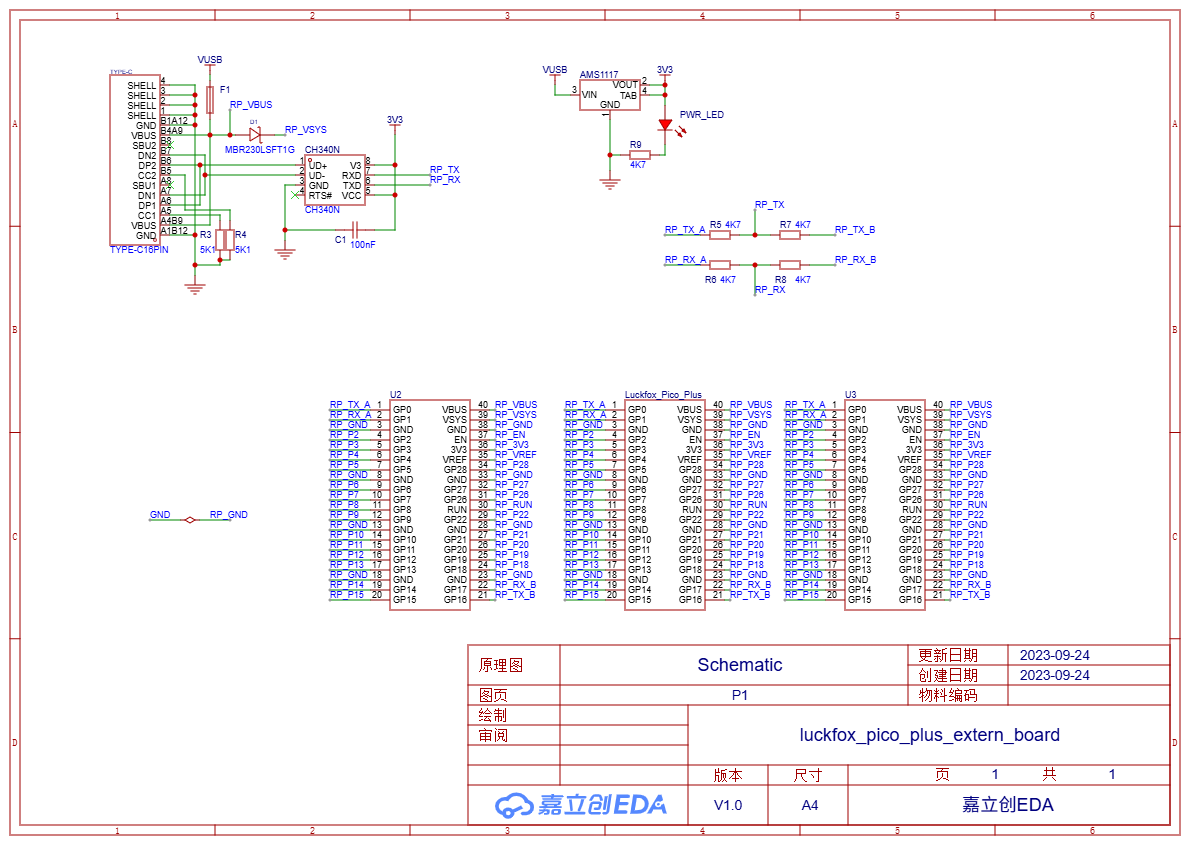 1 2 3 4 5 6
A
B
C
D
TYPE-C
SHELL 4
SHELL 3
SHELL 2
SHELL 1
GND B1A12
VBUS B4A9
SBU2 B8
DN2 B7
DP2 B6
CC2 B5
SBU1 A8
DN1 A7
DP1 A6
CC1 A5
VBUS A4B9
GND A1B12
TYPE-C16PIN
VUSB
F1
RP_VBUS
D1
RP_VSYS
MBR230LSFT1G
R3
5K1
R4
5K1
CH340N
1 UD+ V3 8
2 UD- RXD 7
3 GND TXD 6
4 RTS# VCC 5
CH340N
3V3
RP_TX
RP_RX
C1
100nF
VUSB
AMS1117
3V3
VOUT 2
3 VIN TAB 4
GND
1
PWR_LED
R9
4K7
RP_TX
RP_TX_A R5 4K7 R7 4K7 RP_TX_B
RP_RX_A RP_RX_B
R6 4K7 R8 4K7
RP_RX
GND RP_GND
U2
RP_TX_A 1 GP0 VBUS 40 RP_VBUS
RP_RX_A 2 GP1 VSYS 39 RP_VSYS
RP_GND 3 GND GND 38 RP_GND
RP_P2 4 GP2 EN 37 RP_EN
RP_P3 5 GP3 3V3 36 RP_3V3
RP_P4 6 GP4 VREF 35 RP_VREF
RP_P5 7 GP5 GP28 34 RP_P28
RP_GND 8 GND GND 33 RP_GND
RP_P6 9 GP6 GP27 32 RP_P27
RP_P7 10 GP7 GP26 31 RP_P26
RP_P8 11 GP8 RUN 30 RP_RUN
RP_P9 12 GP9 GP22 29 RP_P22
RP_GND 13 GND GND 28 RP_GND
RP_P10 14 GP10 GP21 27 RP_P21
RP_P11 15 GP11 GP20 26 RP_P20
RP_P12 16 GP12 GP19 25 RP_P19
RP_P13 17 GP13 GP18 24 RP_P18
RP_GND 18 GND GND 23 RP_GND
RP_P14 19 GP14 GP17 22 RP_RX_B
RP_P15 20 GP15 GP16 21 RP_TX_B
Luckfox_Pico_Plus
RP_TX_A 1 GP0 VBUS 40 RP_VBUS
RP_RX_A 2 GP1 VSYS 39 RP_VSYS
RP_GND 3 GND GND 38 RP_GND
RP_P2 4 GP2 EN 37 RP_EN
RP_P3 5 GP3 3V3 36 RP_3V3
RP_P4 6 GP4 VREF 35 RP_VREF
RP_P5 7 GP5 GP28 34 RP_P28
RP_GND 8 GND GND 33 RP_GND
RP_P6 9 GP6 GP27 32 RP_P27
RP_P7 10 GP7 GP26 31 RP_P26
RP_P8 11 GP8 RUN 30 RP_RUN
RP_P9 12 GP9 GP22 29 RP_P22
RP_GND 13 GND GND 28 RP_GND
RP_P10 14 GP10 GP21 27 RP_P21
RP_P11 15 GP11 GP20 26 RP_P20
RP_P12 16 GP12 GP19 25 RP_P19
RP_P13 17 GP13 GP18 24 RP_P18
RP_GND 18 GND GND 23 RP_GND
RP_P14 19 GP14 GP17 22 RP_RX_B
RP_P15 20 GP15 GP16 21 RP_TX_B
U3
RP_TX_A 1 GP0 VBUS 40 RP_VBUS
RP_RX_A 2 GP1 VSYS 39 RP_VSYS
RP_GND 3 GND GND 38 RP_GND
RP_P2 4 GP2 EN 37 RP_EN
RP_P3 5 GP3 3V3 36 RP_3V3
RP_P4 6 GP4 VREF 35 RP_VREF
RP_P5 7 GP5 GP28 34 RP_P28
RP_GND 8 GND GND 33 RP_GND
RP_P6 9 GP6 GP27 32 RP_P27
RP_P7 10 GP7 GP26 31 RP_P26
RP_P8 11 GP8 RUN 30 RP_RUN
RP_P9 12 GP9 GP22 29 RP_P22
RP_GND 13 GND GND 28 RP_GND
RP_P10 14 GP10 GP21 27 RP_P21
RP_P11 15 GP11 GP20 26 RP_P20
RP_P12 16 GP12 GP19 25 RP_P19
RP_P13 17 GP13 GP18 24 RP_P18
RP_GND 18 GND GND 23 RP_GND
RP_P14 19 GP14 GP17 22 RP_RX_B
RP_P15 20 GP15 GP16 21 RP_TX_B
原理图 Schematic 更新日期 2023-09-24
创建日期 2023-09-24
图页 P1 物料编码
绘制
审阅
luckfox_pico_plus_extern_board
版本 尺寸 页 1 共 1
嘉立创EDA V1.0 A4 嘉立创EDA
A
B
C
D
1 2 3 4 5 6